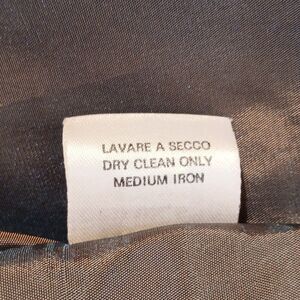 LAVARE A SECCO
DRY CLEAN ONLY
MEDIUM IRON